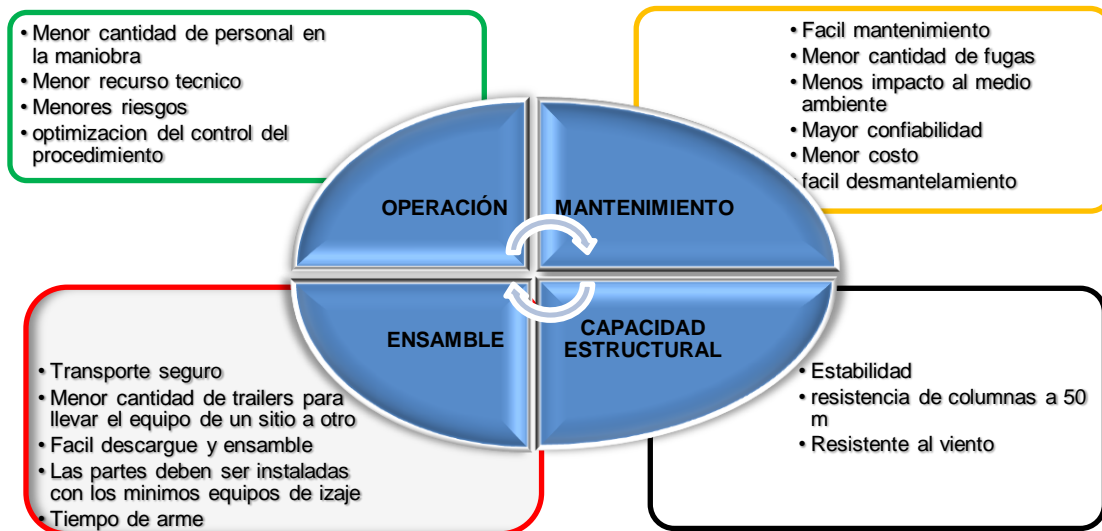 • Menor cantidad de personal en
la maniobra
• Menor recurso tecnico
• Menores riesgos
• optimizacion del control del
procedimiento
• Facil mantenimiento
• Menor cantidad de fugas
• Menos impacto al medio
ambiente
• Mayor confiabilidad
• Menor costo
• facil desmantelamiento
OPERACIÓN
MANTENIMIENTO
ENSAMBLE
CAPACIDAD
ESTRUCTURAL
• Transporte seguro
• Menor cantidad de trailers para
llevar el equipo de un sitio a otro
• Facil descargue y ensamble
• Las partes deben ser instaladas
con los minimos equipos de izaje
• Tiempo de arme
• Estabilidad
• resistencia de columnas a 50
m
• Resistente al viento